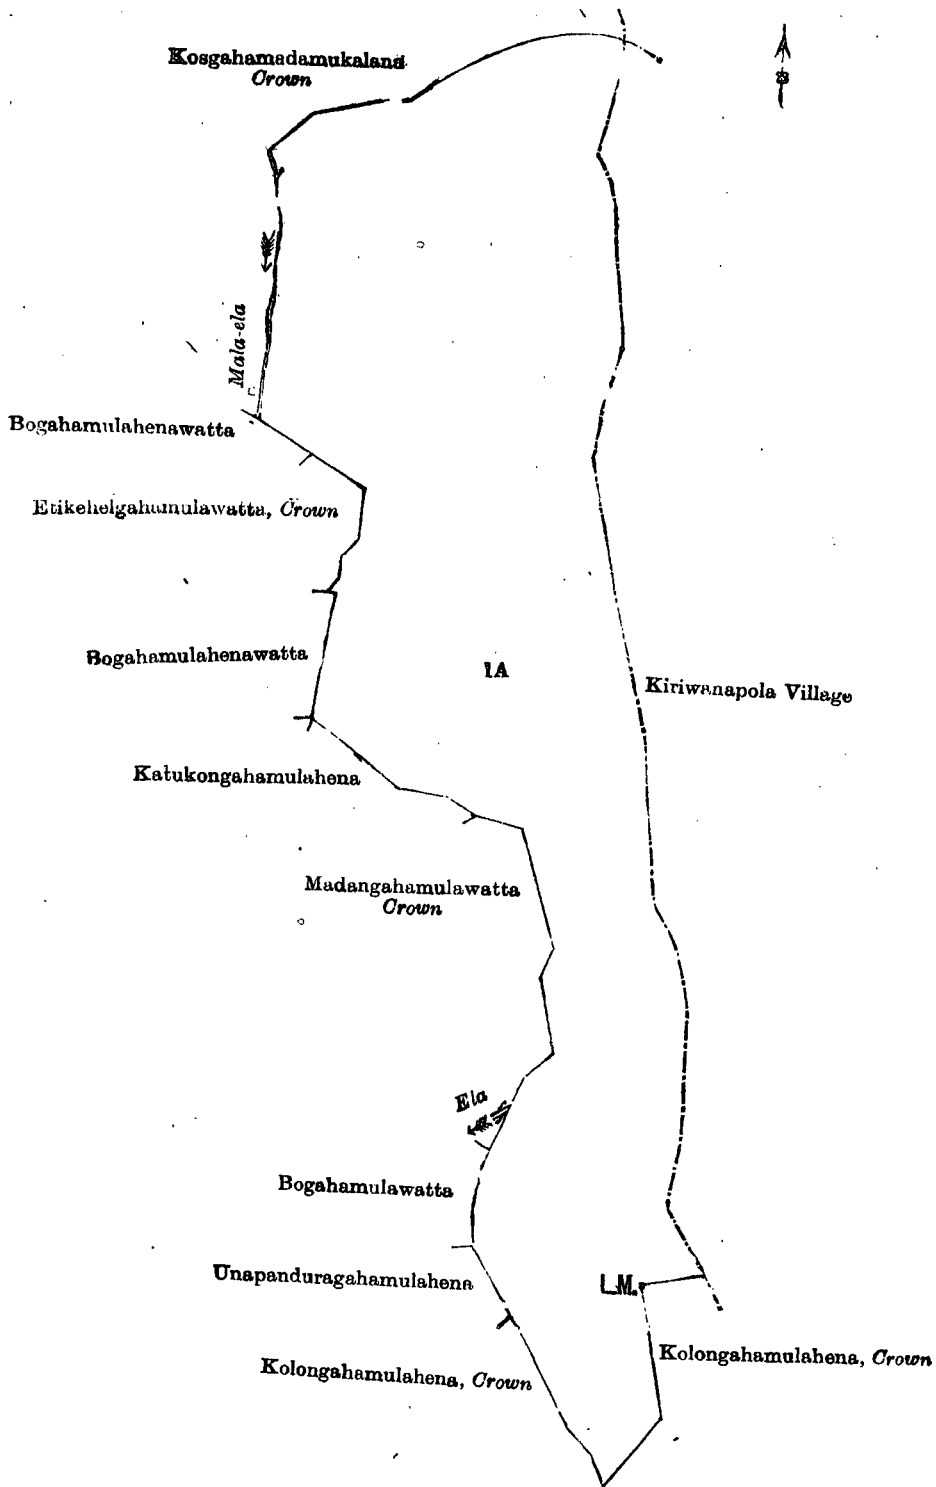 Kosgahamadamukalana
Crown
Mala-ela
Bogahamulahenawatta
Etikehelgahamulawatta, Crown
Bogahamulahenawatta
1A
Kiriwanapola Village
Katukongahamulahena
Madangahamulawatta
Crown
Ela
Bogahamulawatta
Unapanduragahamulahena
L.M.
Kolongahamulahena, Crown
Kolongahamulahena, Crown